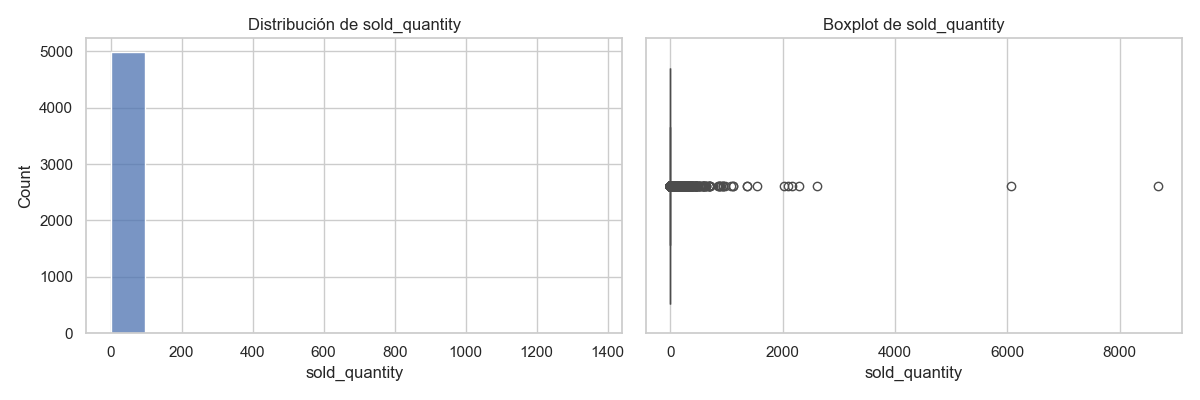 Distribución de sold_quantity
5000
4000
3000
2000
1000
0
Count
0 200 400 600 800 1000 1200 1400
sold_quantity
Boxplot de sold_quantity
0 2000 4000 6000 8000
sold_quantity